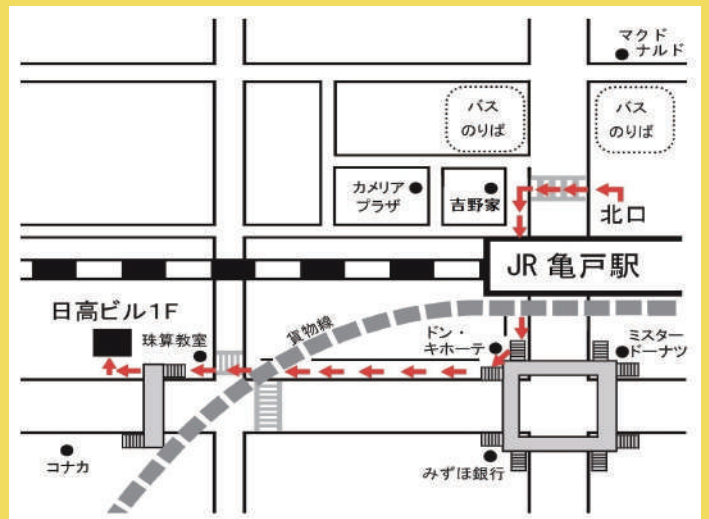 マクド
ナルド
バス
のりば
バス
のりば
カメリア
プラザ
吉野家
北口
JR 亀戸駅
日高ビル1F
珠算教室
貨物線
ドン・
キホーテ
ミスター
ドーナツ
コナカ
みずほ銀行